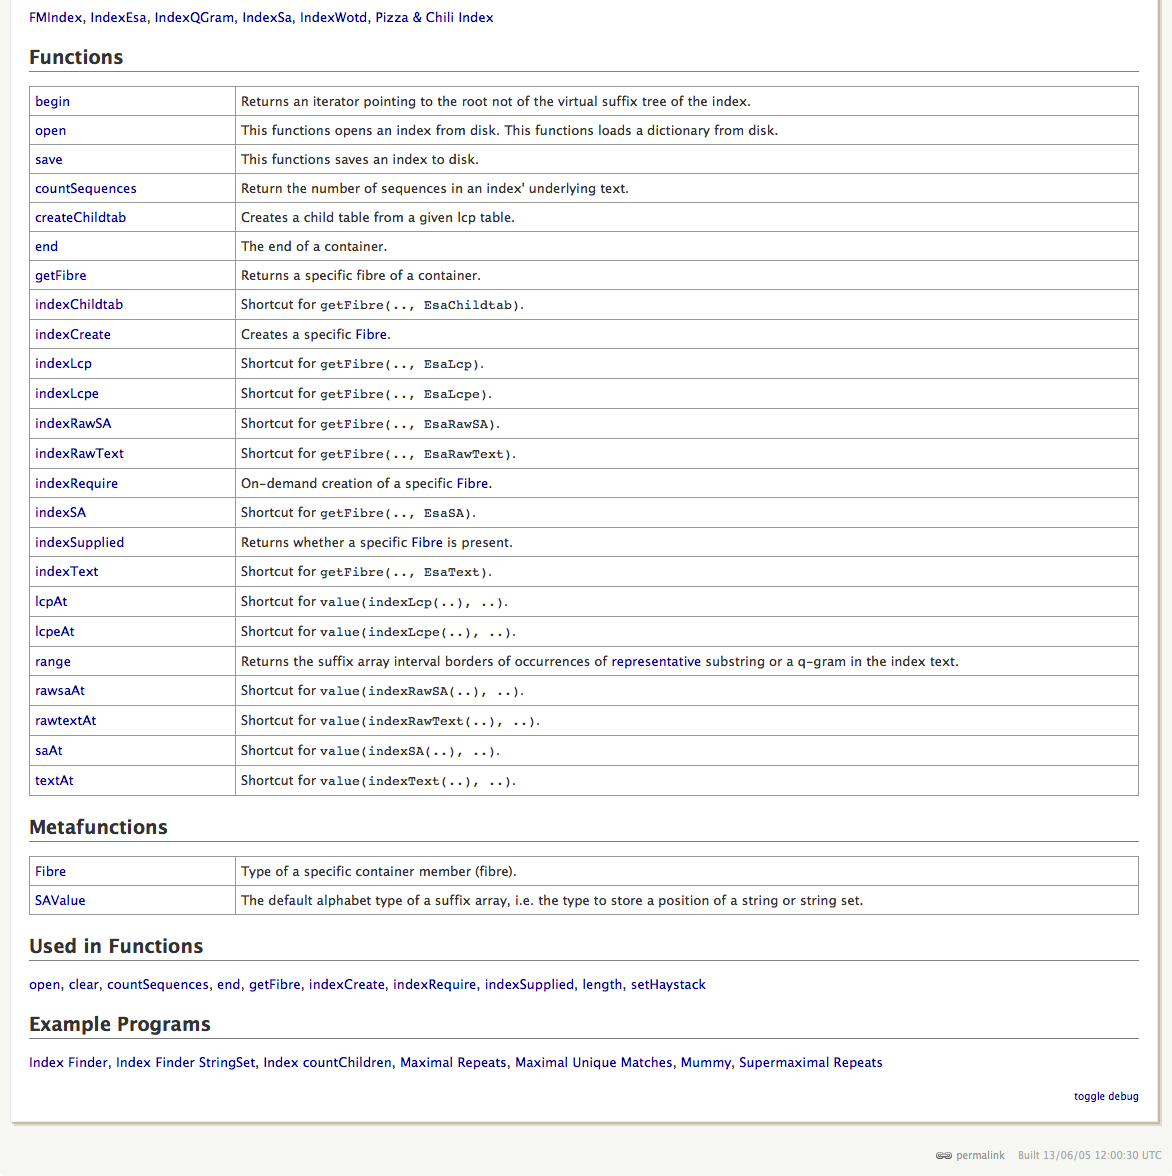 FMIndex, IndexEsa, IndexQGram, IndexSa, IndexWotd, Pizza & Chili Index
Functions
begin Returns an iterator pointing to the root not of the virtual suffix tree of the index.
open This functions opens an index from disk. This functions loads a dictionary from disk.
save This functions saves an index to disk.
countSequences Return the number of sequences in an index' underlying text.
createChildtab Creates a child table from a given lcp table.
end The end of a container.
getFibre Returns a specific fibre of a container.
indexChildtab Shortcut for getFibre(.., EsaChildtab).
indexCreate Creates a specific Fibre.
indexLcp Shortcut for getFibre(.., EsaLcp).
indexLcpe Shortcut for getFibre(.., EsaLcpe).
indexRawSA Shortcut for getFibre(.., EsaRawSA).
indexRawText Shortcut for getFibre(.., EsaRawText).
indexRequire On-demand creation of a specific Fibre.
indexSA Shortcut for getFibre(.., EsaSA).
indexSupplied Returns whether a specific Fibre is present.
indexText Shortcut for getFibre(.., EsaText).
lcpAt Shortcut for value(indexLcp(..), ..).
lcpeAt Shortcut for value(indexLcpe(..), ..).
range Returns the suffix array interval borders of occurrences of representative substring or a q-gram in the index text.
rawsaAt Shortcut for value(indexRawSA(..), ..).
rawtextAt Shortcut for value(indexRawText(..), ..).
saAt Shortcut for value(indexSA(..), ..).
textAt Shortcut for value(indexText(..), ..).
Metafunctions
Fibre Type of a specific container member (fibre).
SAValue The default alphabet type of a suffix array, i.e. the type to store a position of a string or string set.
Used in Functions
open, clear, countSequences, end, getFibre, indexCreate, indexRequire, indexSupplied, length, setHaystack
Example Programs
Index Finder, Index Finder StringSet, Index countChildren, Maximal Repeats, Maximal Unique Matches, Mummy, Supermaximal Repeats
toggle debug
permalink Built 13/06/05 12:00:30 UTC